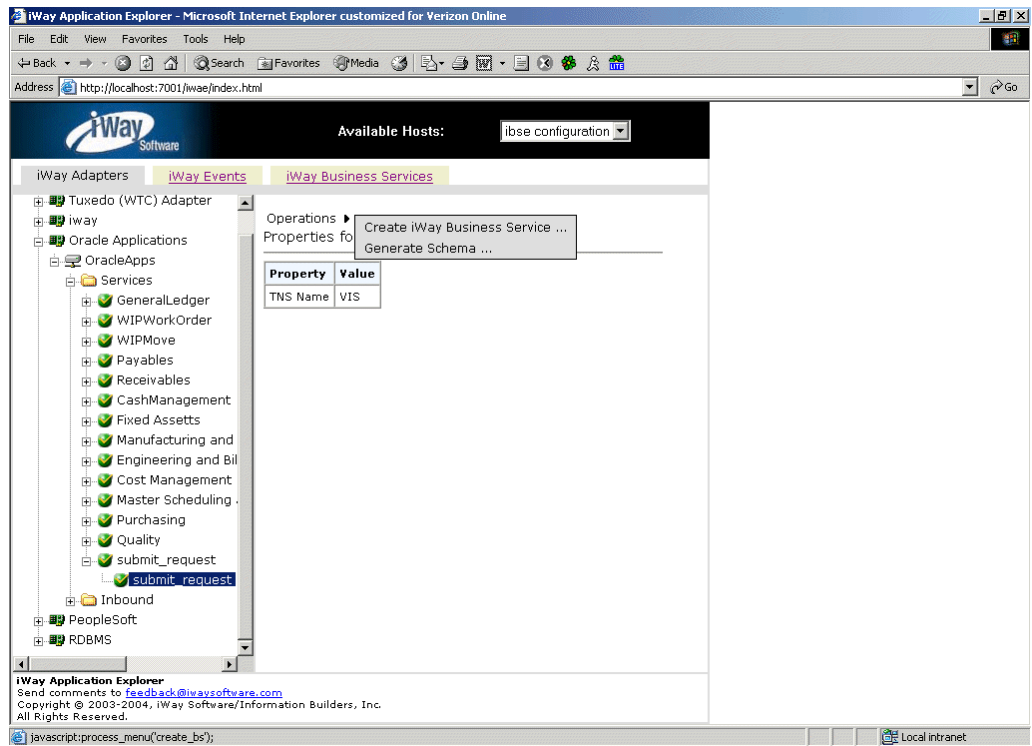 iWay Application Explorer - Microsoft Internet Explorer customized for Verizon Online
File Edit View Favorites Tools Help
Back Search Favorites Media
Address http://localhost:7001/iwae/index.html Go
iWay Software
Available Hosts: ibse configuration
iWay Adapters iWay Events iWay Business Services
Tuxedo (WTC) Adapter
iway
Oracle Applications
OracleApps
Services
GeneralLedger
WIPWorkOrder
WIPMove
Payables
Receivables
CashManagement
Fixed Assetts
Manufacturing and
Engineering and Bil
Cost Management
Master Scheduling
Purchasing
Quality
submit_request
submit_request
Inbound
PeopleSoft
RDBMS
Operations
Properties fo
Create iWay Business Service ...
Generate Schema ...
Property Value
TNS Name VIS
iWay Application Explorer
Send comments to feedback@iwaysoftware.com
Copyright © 2003-2004, iWay Software/Information Builders, Inc.
All Rights Reserved.
javascript:process_menu('create_bs'); Local intranet